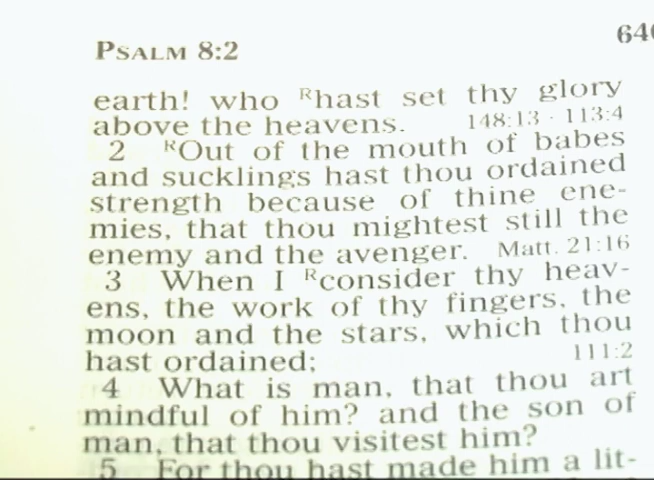 PSALM 8:2
640
earth! who ᴿhast set thy glory
above the heavens. 148:13 · 113:4
2 ᴿOut of the mouth of babes
and sucklings hast thou ordained
strength because of thine ene-
mies, that thou mightest still the
enemy and the avenger. Matt. 21:16
3 When I ᴿconsider thy heav-
ens, the work of thy fingers, the
moon and the stars, which thou
hast ordained; 111:2
4 What is man, that thou art
mindful of him? and the son of
man, that thou visitest him?
5 For thou hast made him a lit-